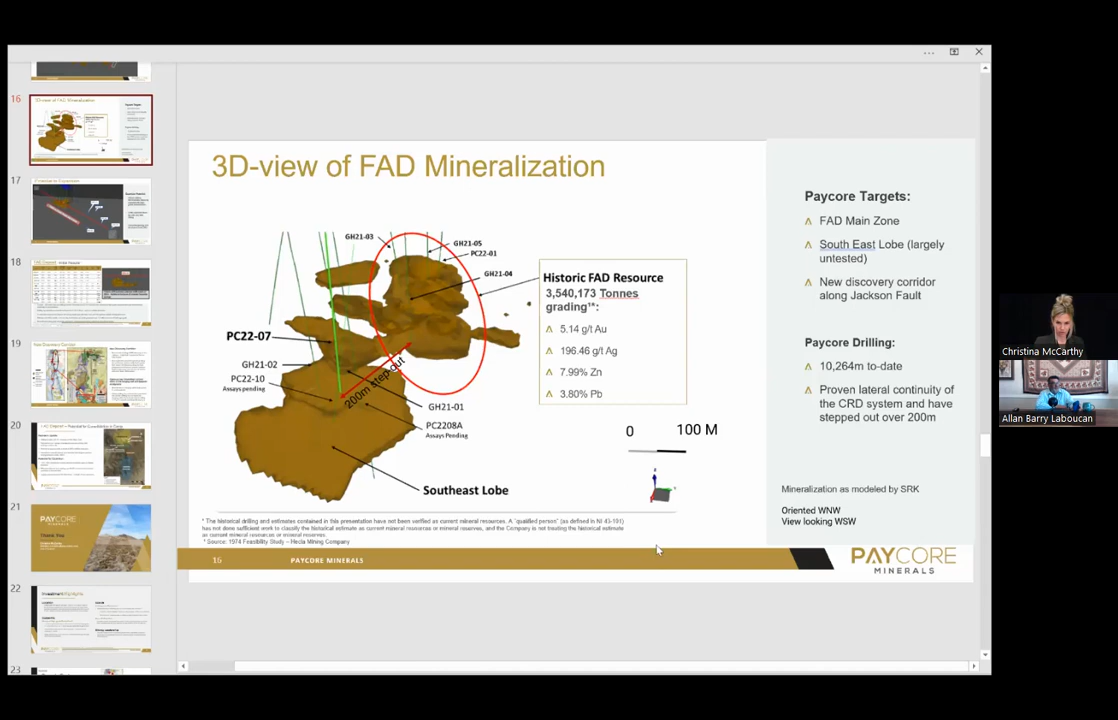 3D-view of FAD Mineralization
GH21-03
GH21-05
PC22-01
GH21-04
PC22-07
GH21-02
PC22-10
Assays pending
200m step out
GH21-01
PC2208A
Assays Pending
Southeast Lobe
Historic FAD Resource
3,540,173 Tonnes
grading¹*:
5.14 g/t Au
196.46 g/t Ag
7.99% Zn
3.80% Pb
0
100 M
Paycore Targets:
FAD Main Zone
South East Lobe (largely
untested)
New discovery corridor
along Jackson Fault
Paycore Drilling:
10,264m to-date
Proven lateral continuity of
the CRD system and have
stepped out over 200m
Mineralization as modeled by SRK
Oriented WNW
View looking WSW
* The historical drilling and estimates contained in this presentation have not been verified as current mineral resources. A "qualified person" (as defined in NI 43-101)
has not done sufficient work to classify the historical estimate as current mineral resources or mineral reserves, and the Company is not treating the historical estimate
as current mineral resources or mineral reserves.
* Source: 1974 Feasibility Study – Hecla Mining Company
16
PAYCORE MINERALS
PAYCORE
MINERALS
16
17
18
19
20
21
22
23
Christina McCarthy
Allan Barry Laboucan